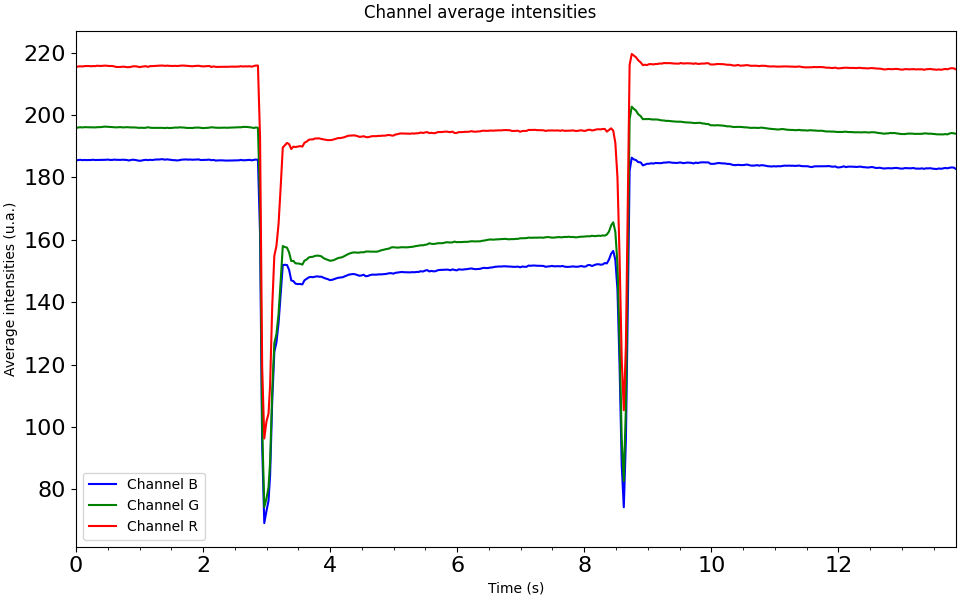 Channel average intensities
220
200
180
160
140
120
100
80
Average intensities (u.a.)
Channel B
Channel G
Channel R
0 2 4 6 8 10 12
Time (s)